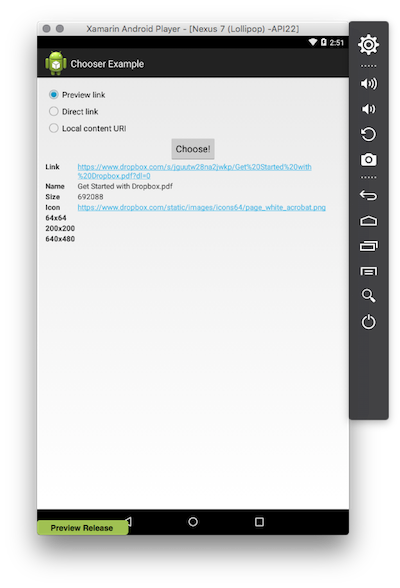 Xamarin Android Player - [Nexus 7 (Lollipop) -API22]
2:51
Chooser Example
Preview link
Direct link
Local content URI
Choose!
Link https://www.dropbox.com/s/jguutw28na2jwkp/Get%20Started%20with
%20Dropbox.pdf?dl=0
Name Get Started with Dropbox.pdf
Size 692088
Icon https://www.dropbox.com/static/images/icons64/page_white_acrobat.png
64x64
200x200
640x480
Preview Release